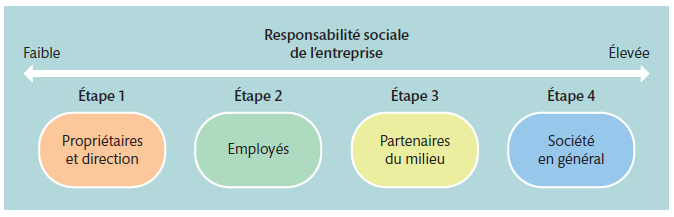 Responsabilité sociale
de l'entreprise
Faible
Élevée
Étape 1
Étape 2
Étape 3
Étape 4
Propriétaires
et direction
Employés
Partenaires
du milieu
Société
en général